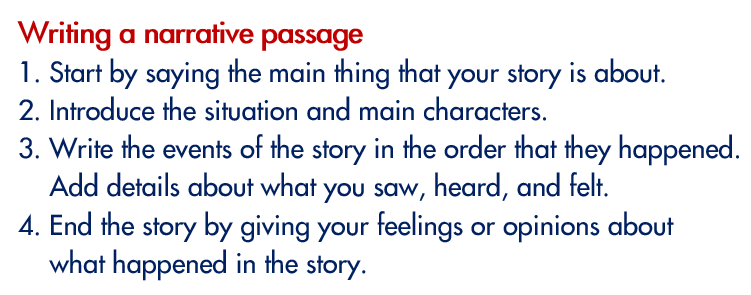 Writing a narrative passage
1. Start by saying the main thing that your story is about.
2. Introduce the situation and main characters.
3. Write the events of the story in the order that they happened.
Add details about what you saw, heard, and felt.
4. End the story by giving your feelings or opinions about
what happened in the story.